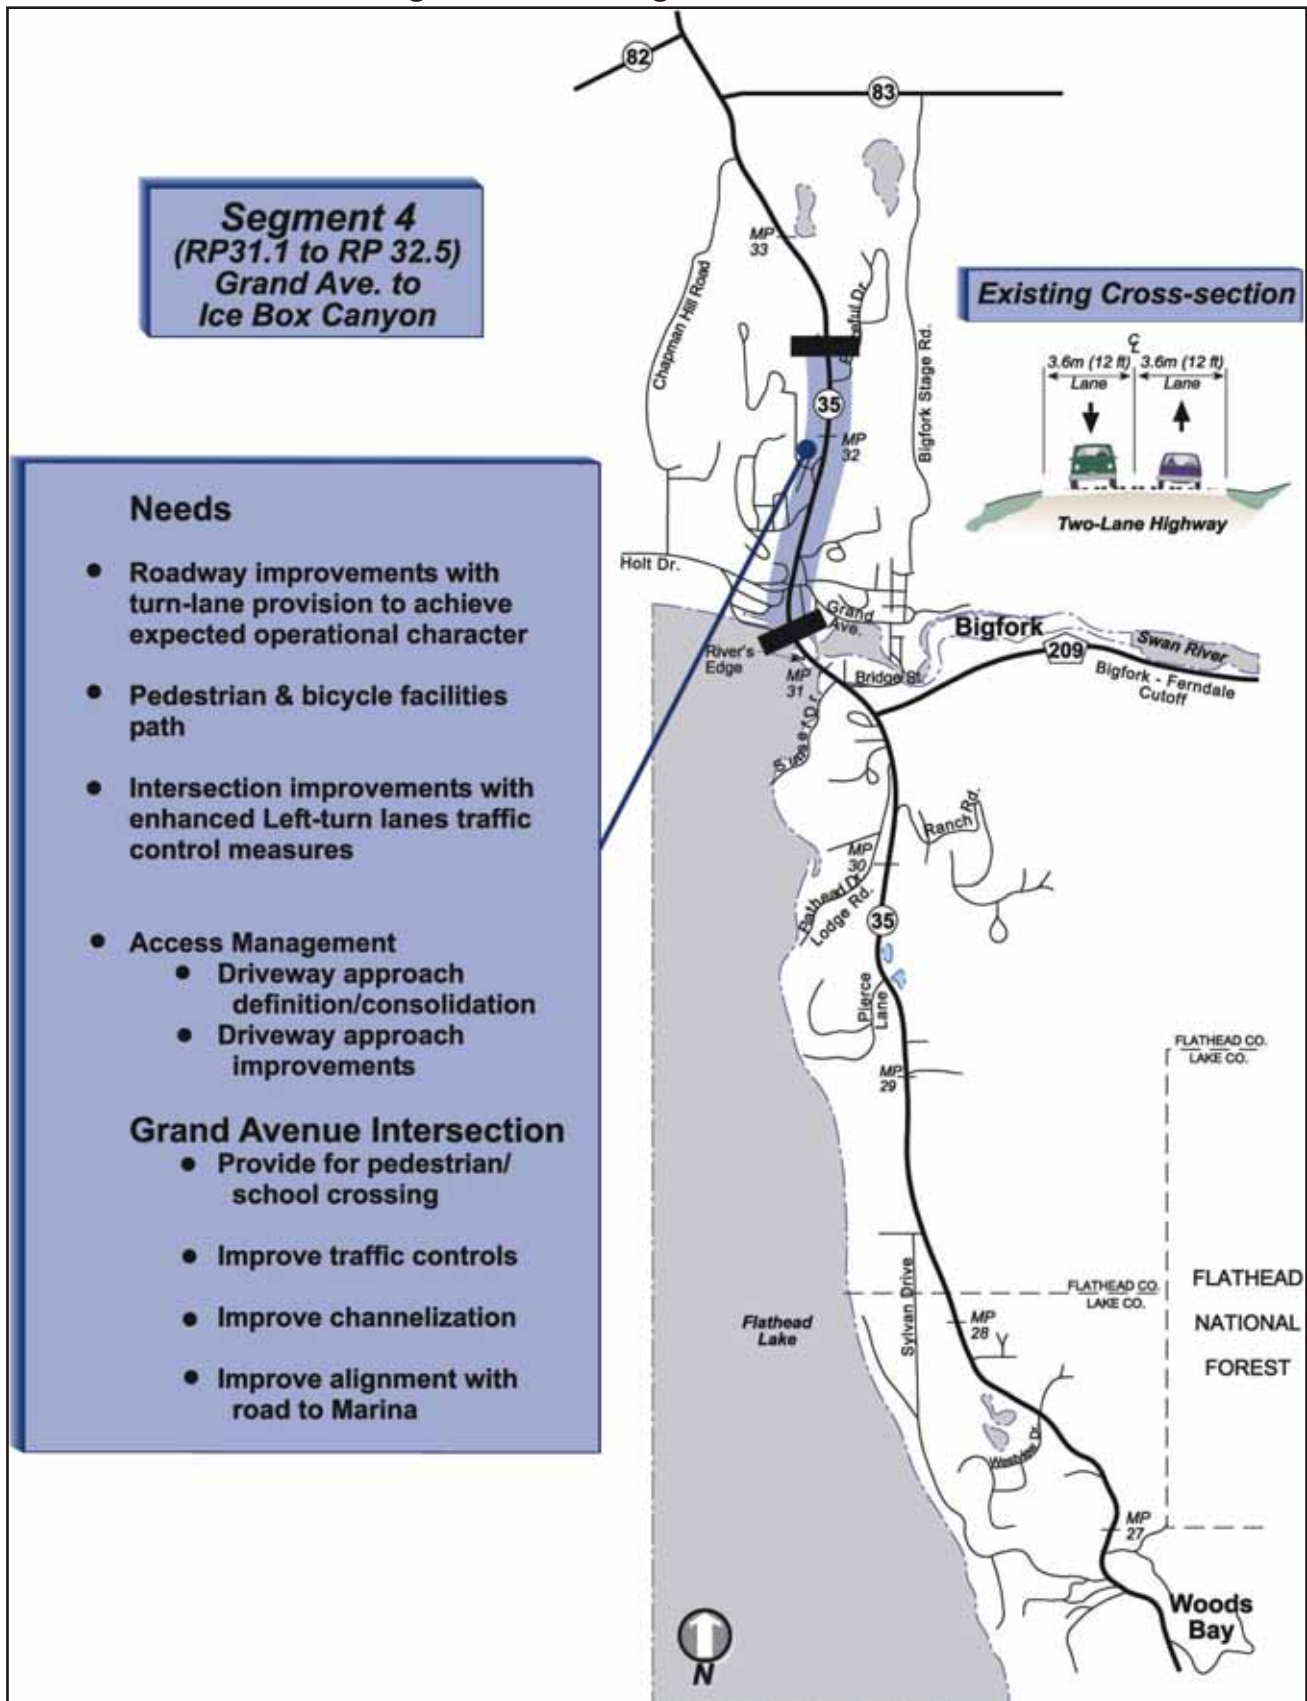 82
83
Segment 4
(RP31.1 to RP 32.5)
Grand Ave. to
Ice Box Canyon
MP
33
Chapman Hill Road
Bigfork Stage Rd.
35
MP
32
Holt Dr.
Existing Cross-section
℄
3.6m (12 ft) 3.6m (12 ft)
Lane Lane
Two-Lane Highway
Needs
● Roadway improvements with
turn-lane provision to achieve
expected operational character
● Pedestrian & bicycle facilities
path
● Intersection improvements with
enhanced Left-turn lanes traffic
control measures
● Access Management
● Driveway approach
definition/consolidation
● Driveway approach
improvements
Grand Avenue Intersection
● Provide for pedestrian/
school crossing
● Improve traffic controls
● Improve channelization
● Improve alignment with
road to Marina
Grand
Ave.
Bigfork
Swan River
209
Bigfork - Ferndale
Cutoff
River's
Edge
MP
31
Bridge St.
Sunset Dr.
Ranch Rd.
MP
30
Flathead Dr.
Lodge Rd.
35
Pierce
Lane
MP
29
FLATHEAD CO.
LAKE CO.
Sylvan Drive
FLATHEAD CO.
LAKE CO.
FLATHEAD
NATIONAL
FOREST
Flathead
Lake
MP
28
Westview Dr.
MP
27
Woods
Bay
N